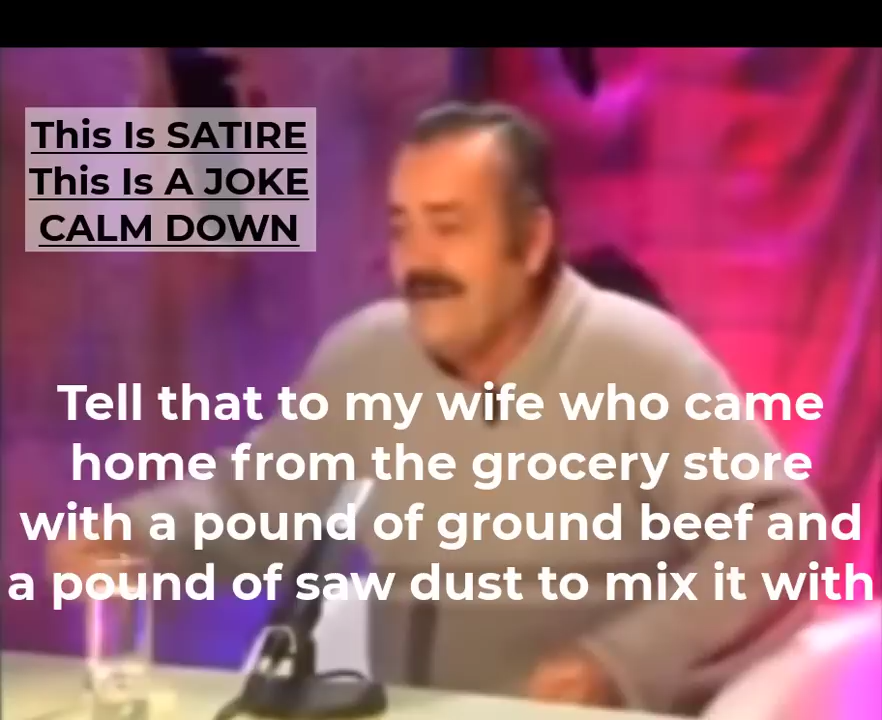 This Is SATIRE
This Is A JOKE
CALM DOWN
Tell that to my wife who came
home from the grocery store
with a pound of ground beef and
a pound of saw dust to mix it with